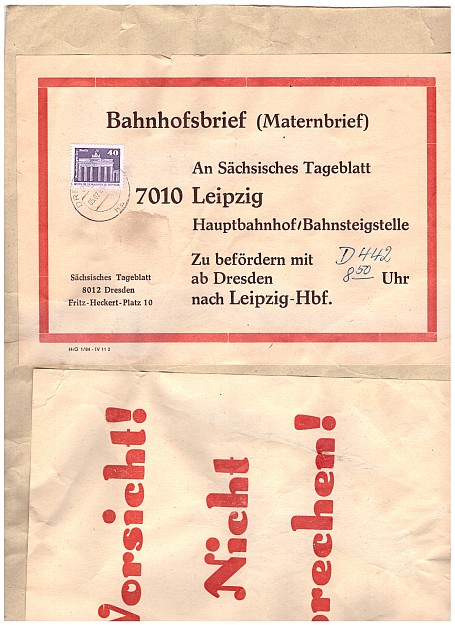 Bahnhofsbrief (Maternbrief)
40
An Sächsisches Tageblatt
7010 Leipzig
Hauptbahnhof/Bahnsteigstelle
Zu befördern mit D 442
ab Dresden 8 50 Uhr
nach Leipzig-Hbf.
Sächsisches Tageblatt
8012 Dresden
Fritz-Heckert-Platz 10
Vorsicht!
Nicht
brechen!